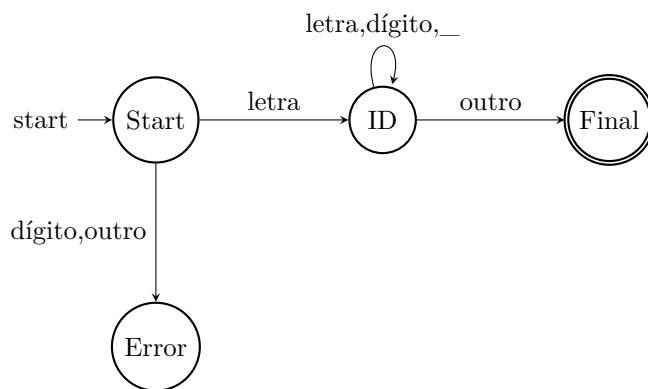 letra,dígito,_
start
Start
letra
ID
outro
Final
dígito,outro
Error